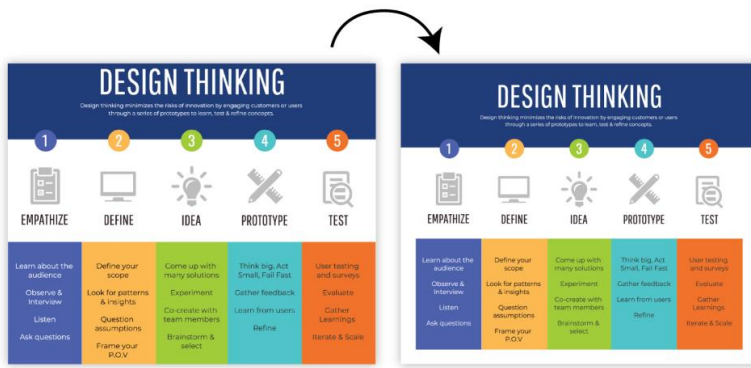 DESIGN THINKING
Design thinking minimizes the risks of innovation by engaging customers or users
through a series of prototypes to learn, test & refine concepts.
1
2
3
4
5
EMPATHIZE
DEFINE
IDEA
PROTOTYPE
TEST
Learn about the
audience
Observe &
Interview
Listen
Ask questions
Define your
scope
Look for patterns
& insights
Question
assumptions
Frame your
P.O.V
Come up with
many solutions
Experiment
Co-create with
team members
Brainstorm &
select
Think big, Act
Small, Fail Fast
Gather feedback
Learn from users
Refine
User testing
and surveys
Evaluate
Gather
Learnings
Iterate & Scale
DESIGN THINKING
Design thinking minimizes the risks of innovation by engaging customers or users
through a series of prototypes to learn, test & refine concepts.
1
2
3
4
5
EMPATHIZE
DEFINE
IDEA
PROTOTYPE
TEST
Learn about the
audience
Observe &
Interview
Listen
Ask questions
Define your
scope
Look for patterns
& insights
Question
assumptions
Frame your
P.O.V
Come up with
many solutions
Experiment
Co-create with
team members
Brainstorm &
select
Think big, Act
Small, Fail Fast
Gather feedback
Learn from users
Refine
User testing
and surveys
Evaluate
Gather
Learnings
Iterate & Scale